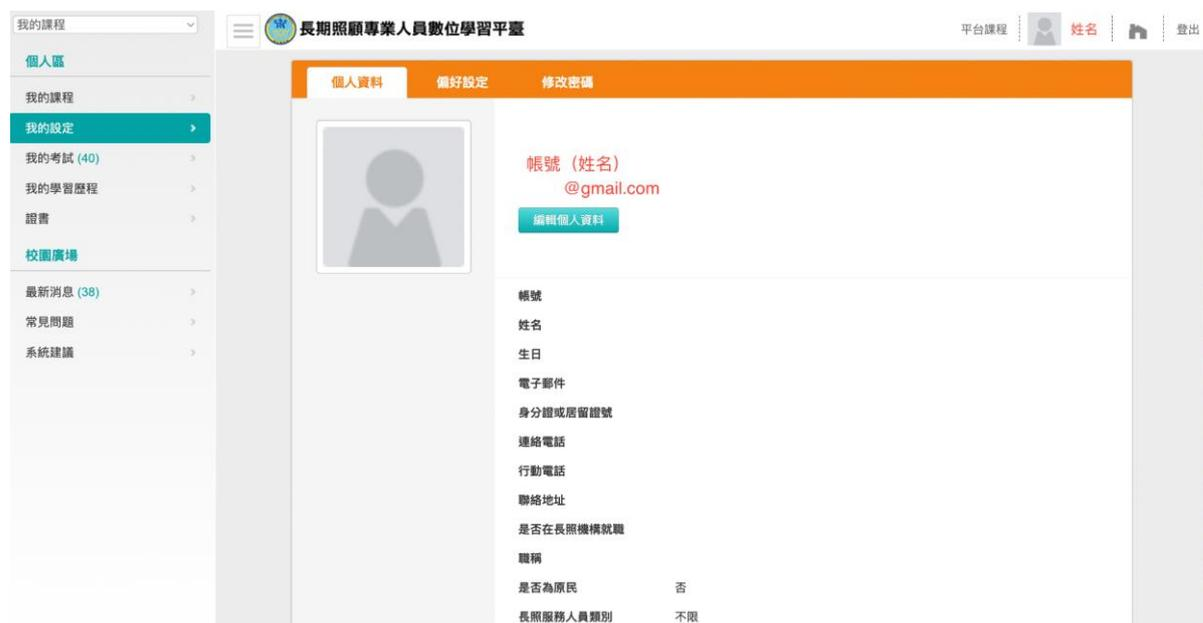 我的課程
長期照顧專業人員數位學習平臺
平台課程
姓名
登出
個人區
我的課程
我的設定
我的考試 (40)
我的學習歷程
證書
校園廣場
最新消息 (38)
常見問題
系統建議
個人資料
偏好設定
修改密碼
帳號（姓名）
@gmail.com
編輯個人資料
帳號
姓名
生日
電子郵件
身分證或居留證號
連絡電話
行動電話
聯絡地址
是否在長照機構就職
職稱
是否為原民 否
長照服務人員類別 不限